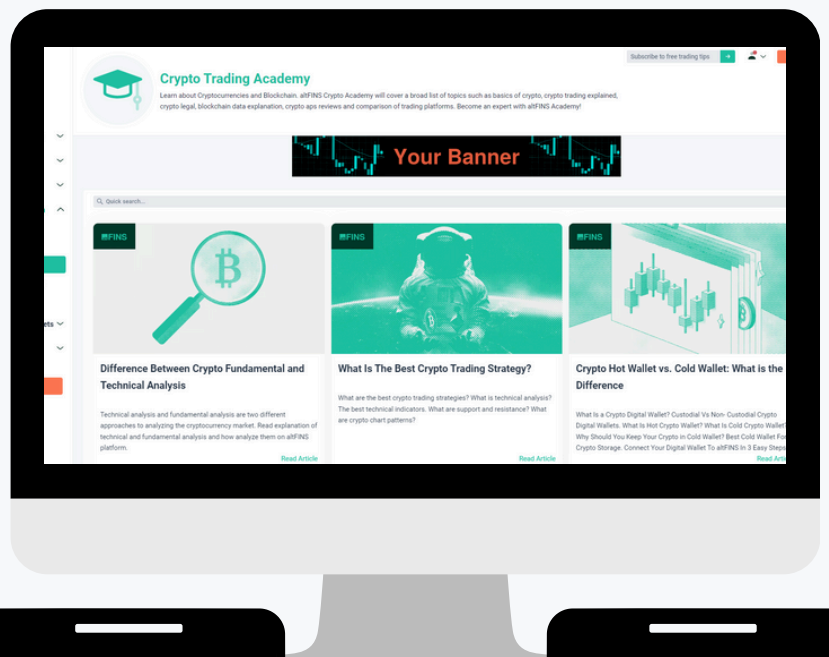 Subscribe to free trading tips
Crypto Trading Academy
Learn about Cryptocurrencies and Blockchain. altFINS Crypto Academy will cover a broad list of topics such as basics of crypto, crypto trading explained,
crypto legal, blockchain data explanation, crypto aps reviews and comparison of trading platforms. Become an expert with altFINS Academy!
Your Banner
Quick search...
FINS
FINS
FINS
ets
Difference Between Crypto Fundamental and
Technical Analysis
Technical analysis and fundamental analysis are two different
approaches to analyzing the cryptocurrency market. Read explanation of
technical and fundamental analysis and how analyze them on altFINS
platform.
Read Article
What Is The Best Crypto Trading Strategy?
What are the best crypto trading strategies? What is technical analysis?
The best technical indicators. What are support and resistance? What
are crypto chart patterns?
Read Article
Crypto Hot Wallet vs. Cold Wallet: What is the
Difference
What Is a Crypto Digital Wallet? Custodial Vs Non- Custodial Crypto
Digital Wallets. What Is Hot Crypto Wallet? What Is Cold Crypto Wallet?
Why Should You Keep Your Crypto in Cold Wallet? Best Cold Wallet For
Crypto Storage. Connect Your Digital Wallet To altFINS In 3 Easy Steps
Read Arti